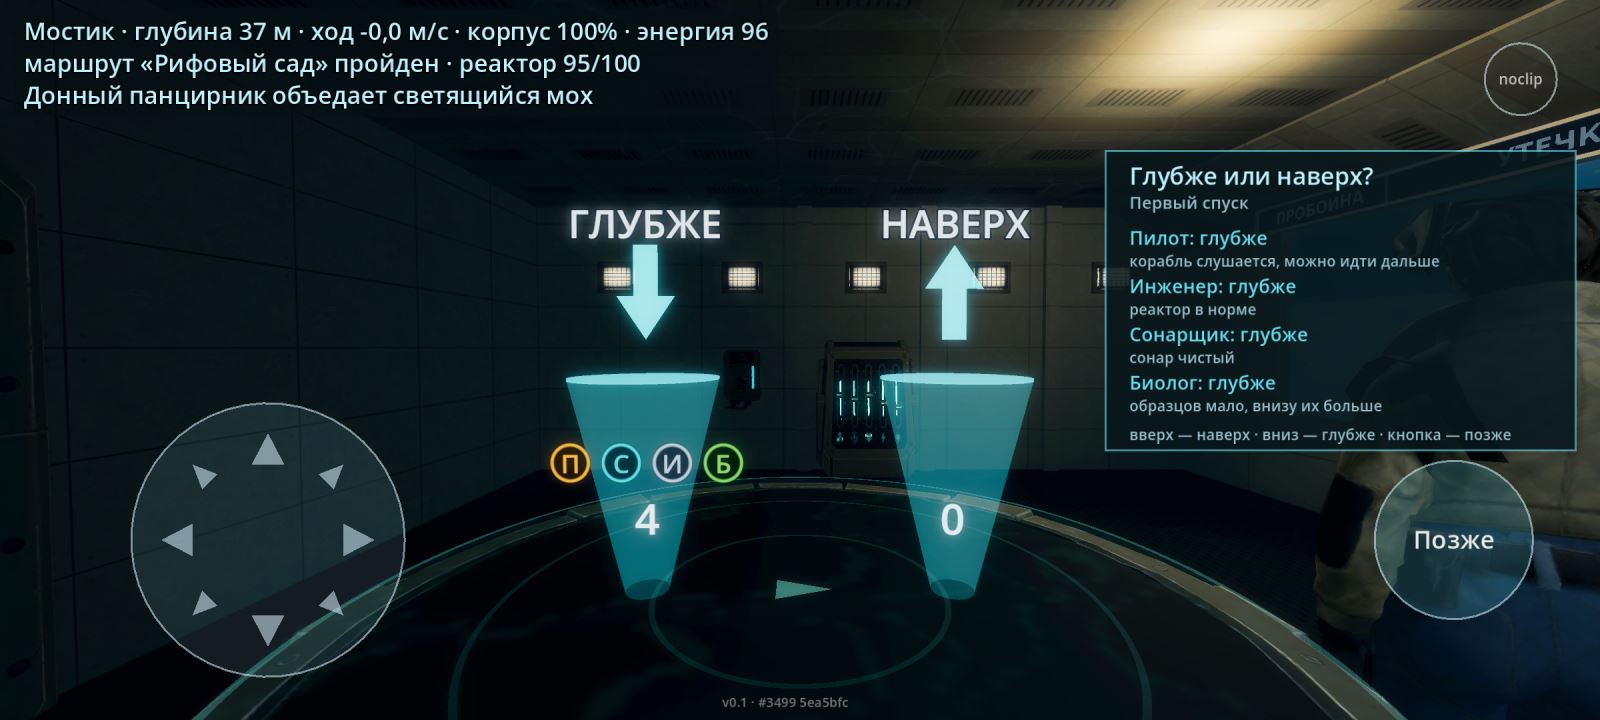 Мостик · глубина 37 м · ход -0,0 м/с · корпус 100% · энергия 96
маршрут «Рифовый сад» пройден · реактор 95/100
Донный панцирник объедает светящийся мох
noclip
УТЕЧК
ПРОБОИНА
Глубже или наверх?
Первый спуск
Пилот: глубже
корабль слушается, можно идти дальше
Инженер: глубже
реактор в норме
Сонарщик: глубже
сонар чистый
Биолог: глубже
образцов мало, внизу их больше
вверх — наверх · вниз — глубже · кнопка — позже
ГЛУБЖЕ
НАВЕРХ
П С И Б
4
0
Позже
v0.1 · #3499 5ea5bfc